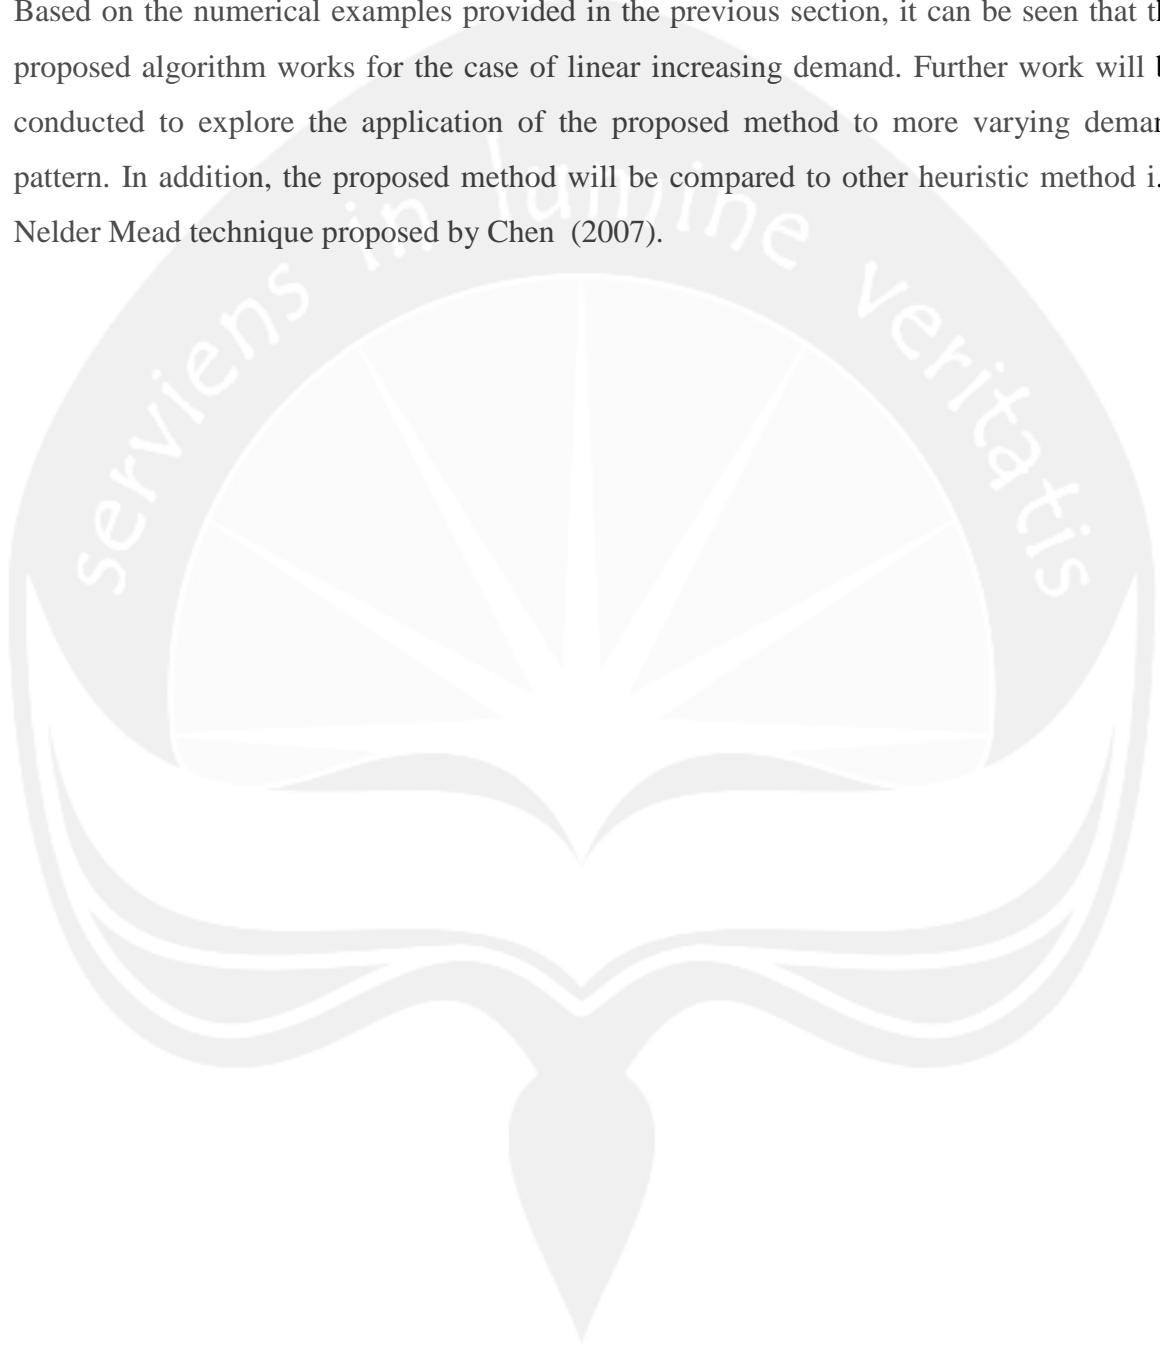 Based on the numerical examples provided in the previous section, it can be seen that
proposed algorithm works for the case of linear increasing demand. Further work will
conducted to explore the application of the proposed method to more varying
pattern. In addition, the proposed method will be compared to other heuristic method
Nelder Mead technique proposed by Chen (2007).
serviens in lumine veritatis